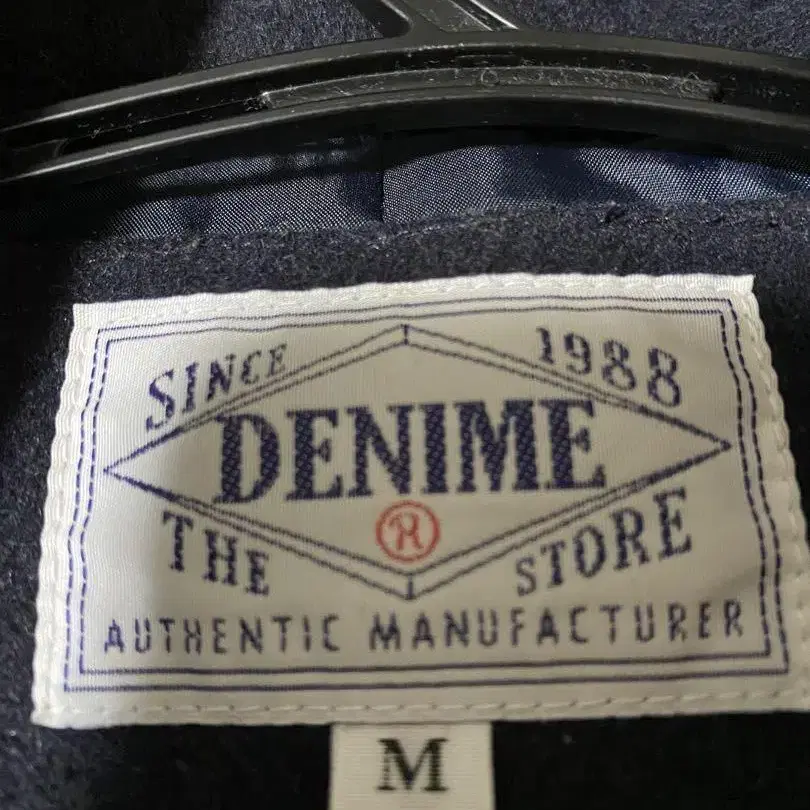 SINCE 1988
DENIME
R
THE STORE
AUTHENTIC MANUFACTURER
M